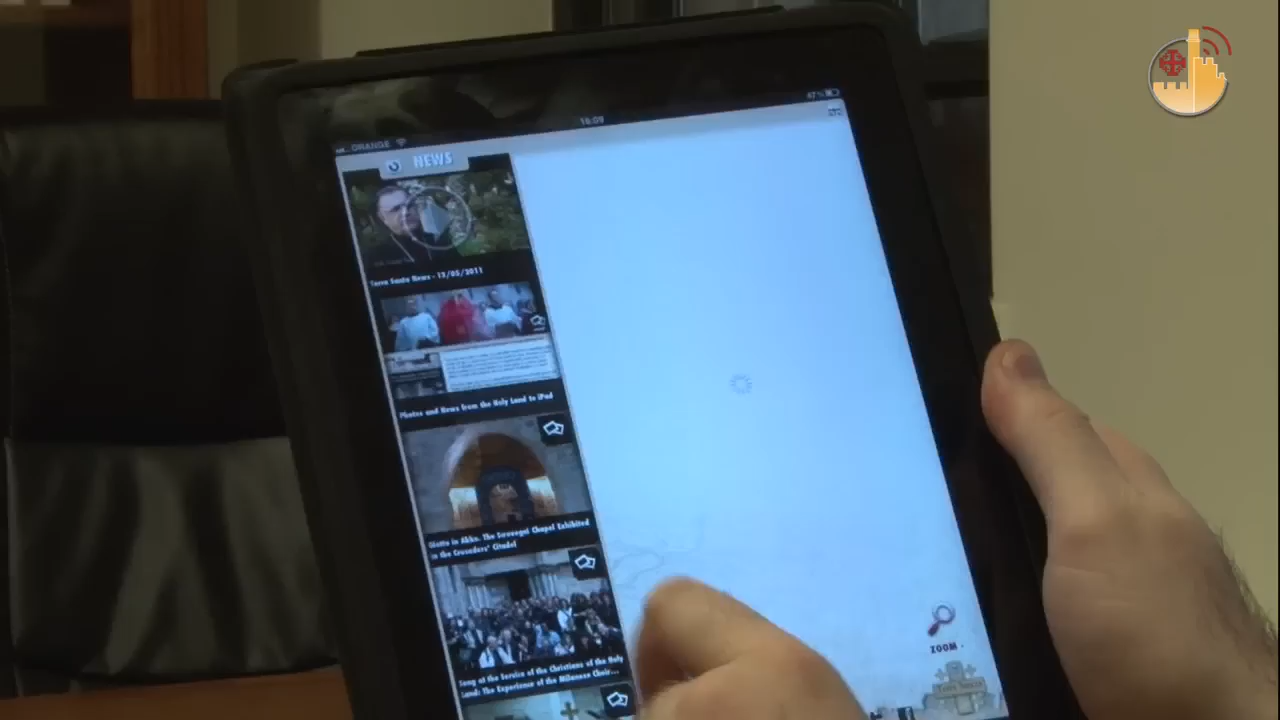 ORANGE
16:09
47%
NEWS
Terra Santa News - 13/05/2011
Photos and News from the Holy Land to iPad
Giotto in Akko. The Scrovegni Chapel Exhibited
in the Crusaders' Citadel
Song at the Service of the Christians of the Holy
Land: The Experience of the Milanese Choir...
ZOOM